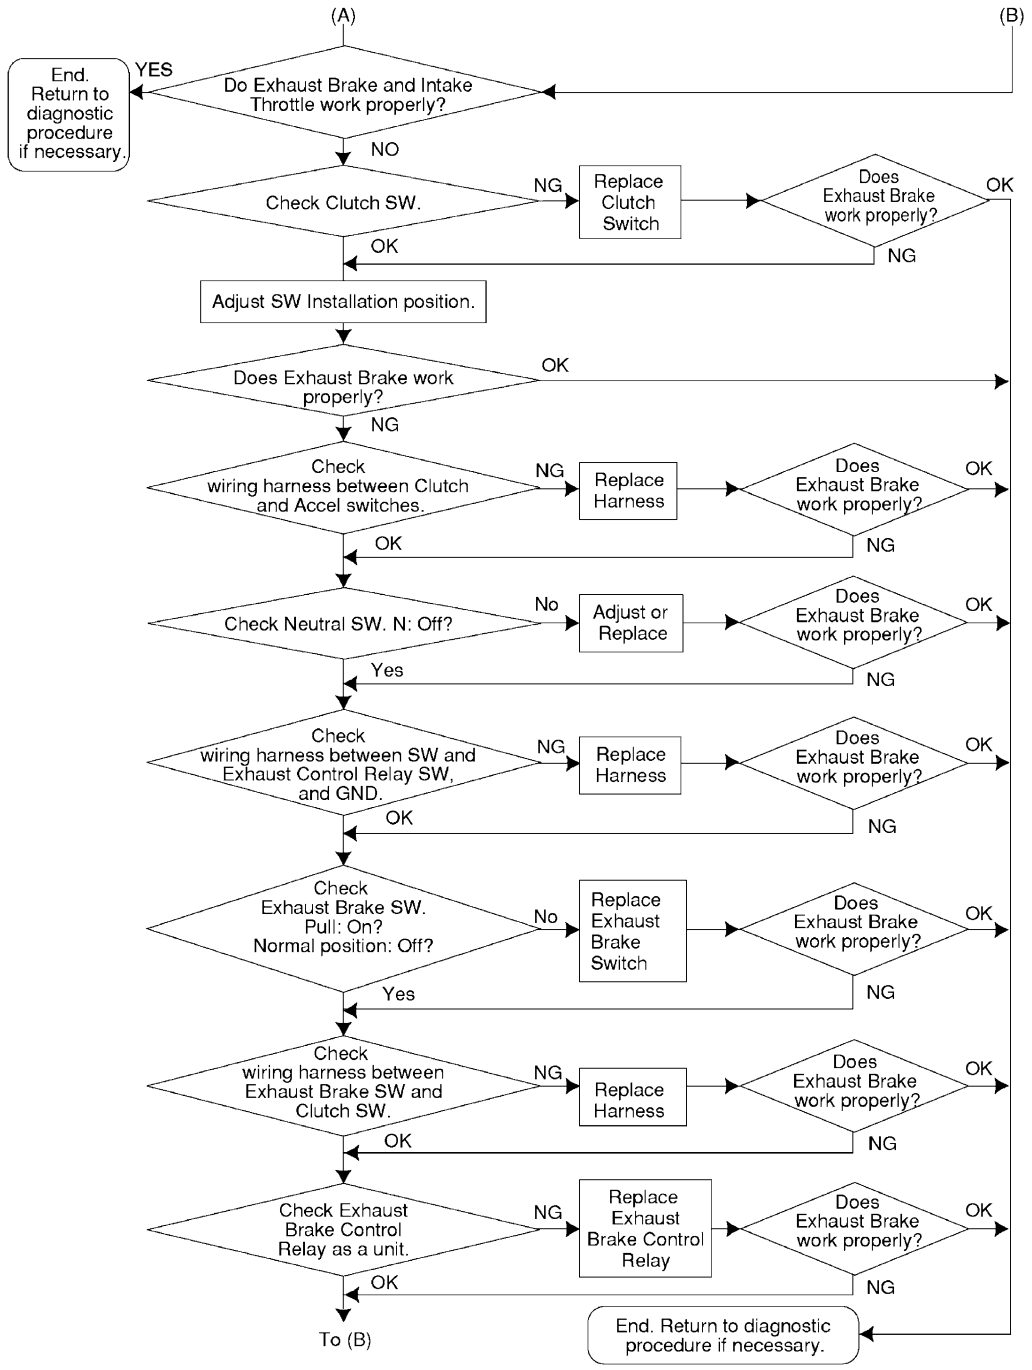 (A)
(B)
End.
Return to
diagnostic
procedure
if necessary.
YES
Do Exhaust Brake and Intake
Throttle work properly?
NO
Check Clutch SW.
NG
Replace
Clutch
Switch
Does
Exhaust Brake
work properly?
OK
OK
NG
Adjust SW Installation position.
Does Exhaust Brake work
properly?
OK
NG
Check
wiring harness between Clutch
and Accel switches.
NG
Replace
Harness
Does
Exhaust Brake
work properly?
OK
OK
NG
Check Neutral SW. N: Off?
No
Adjust or
Replace
Does
Exhaust Brake
work properly?
OK
Yes
NG
Check
wiring harness between SW and
Exhaust Control Relay SW,
and GND.
NG
Replace
Harness
Does
Exhaust Brake
work properly?
OK
OK
NG
Check
Exhaust Brake SW.
Pull: On?
Normal position: Off?
No
Replace
Exhaust
Brake
Switch
Does
Exhaust Brake
work properly?
OK
Yes
NG
Check
wiring harness between
Exhaust Brake SW and
Clutch SW.
NG
Replace
Harness
Does
Exhaust Brake
work properly?
OK
OK
NG
Check Exhaust
Brake Control
Relay as a unit.
NG
Replace
Exhaust
Brake Control
Relay
Does
Exhaust Brake
work properly?
OK
OK
NG
To (B)
End. Return to diagnostic
procedure if necessary.